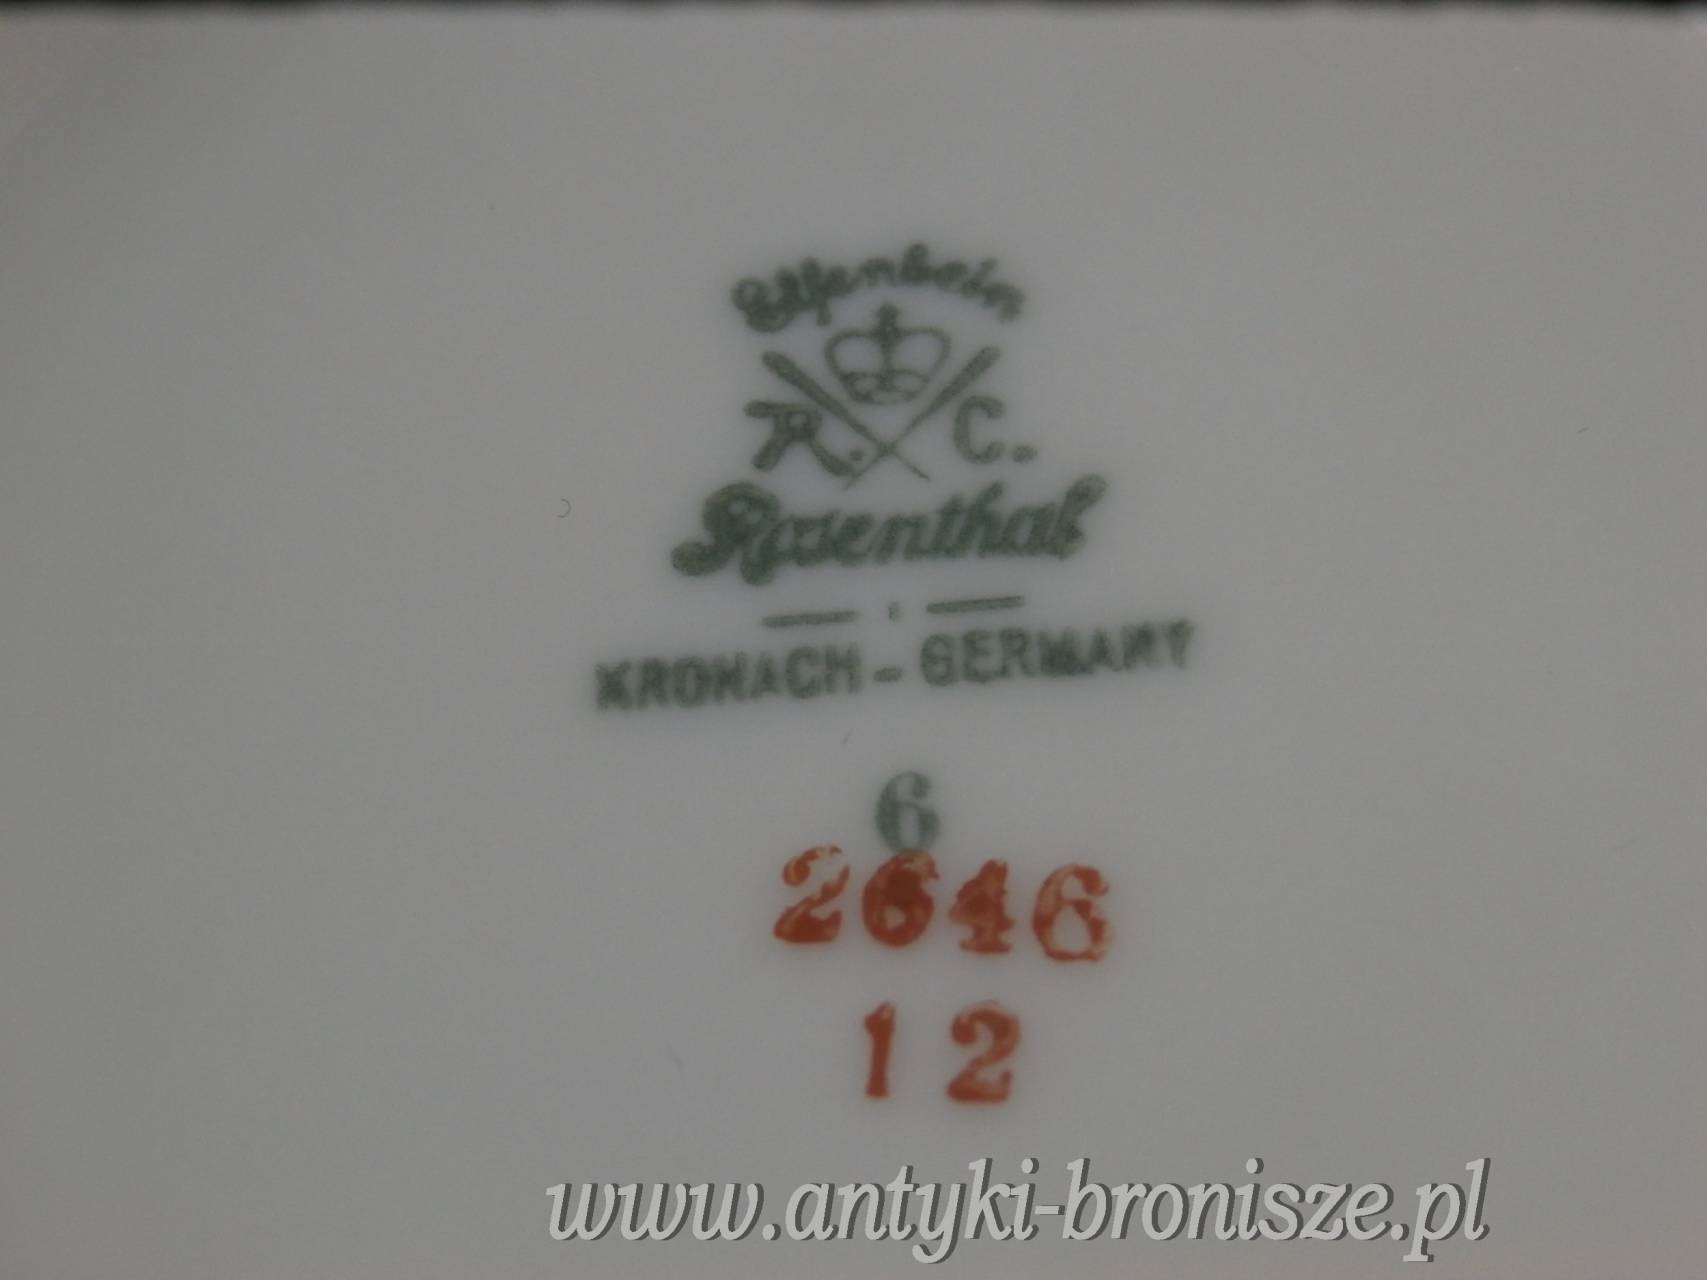 Elfenbein
R. C.
Rosenthal
KRONACH - GERMANY
6
2646
12
www.antyki-bronisze.pl